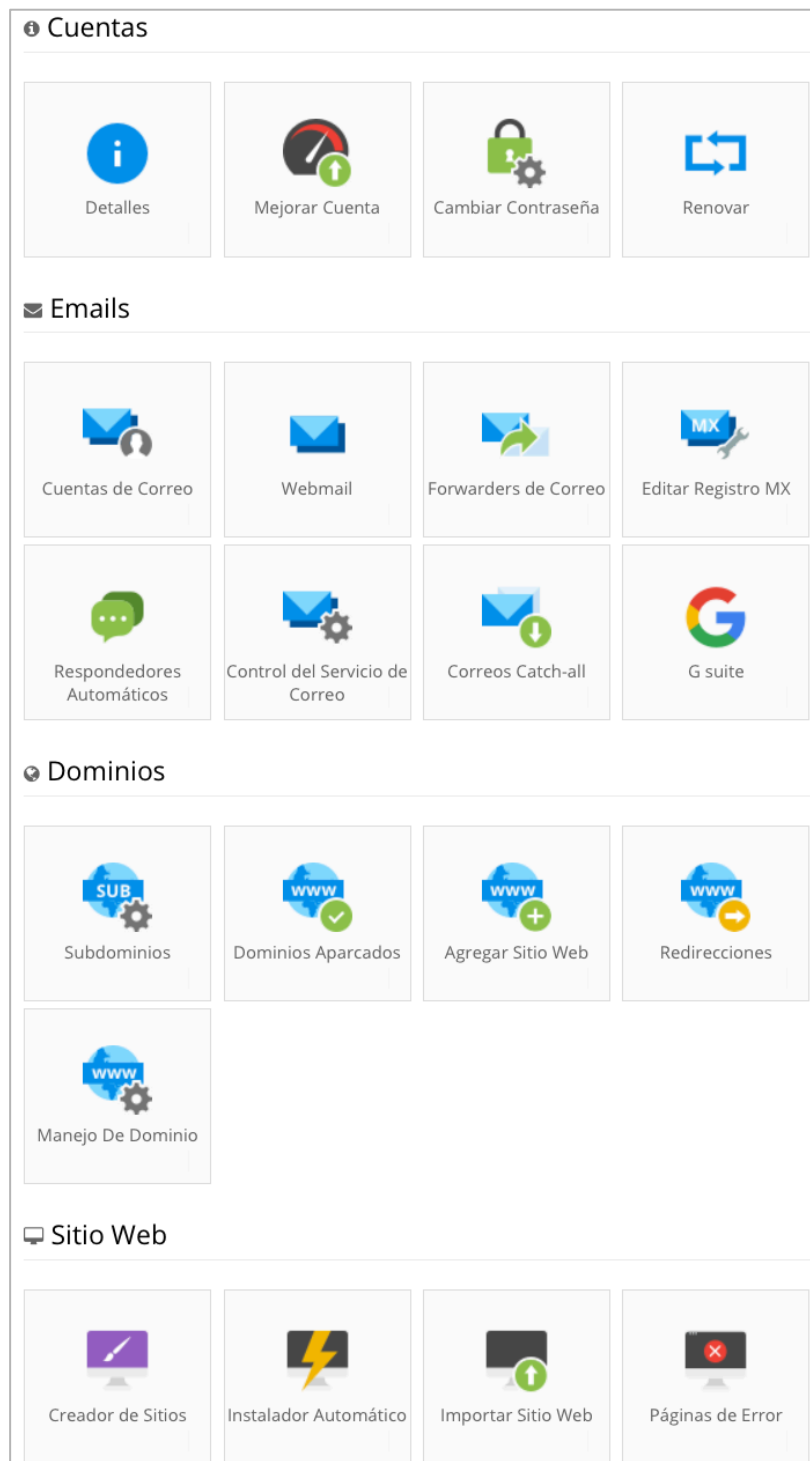 Cuentas
Detalles
Mejorar Cuenta
Cambiar Contraseña
Renovar
Emails
Cuentas de Correo
Webmail
Forwarders de Correo
MX
Editar Registro MX
Respondedores
Automáticos
Control del Servicio de
Correo
Correos Catch-all
G suite
Dominios
SUB
Subdominios
www
Dominios Aparcados
www
Agregar Sitio Web
www
Redirecciones
www
Manejo De Dominio
Sitio Web
Creador de Sitios
Instalador Automático
Importar Sitio Web
Páginas de Error